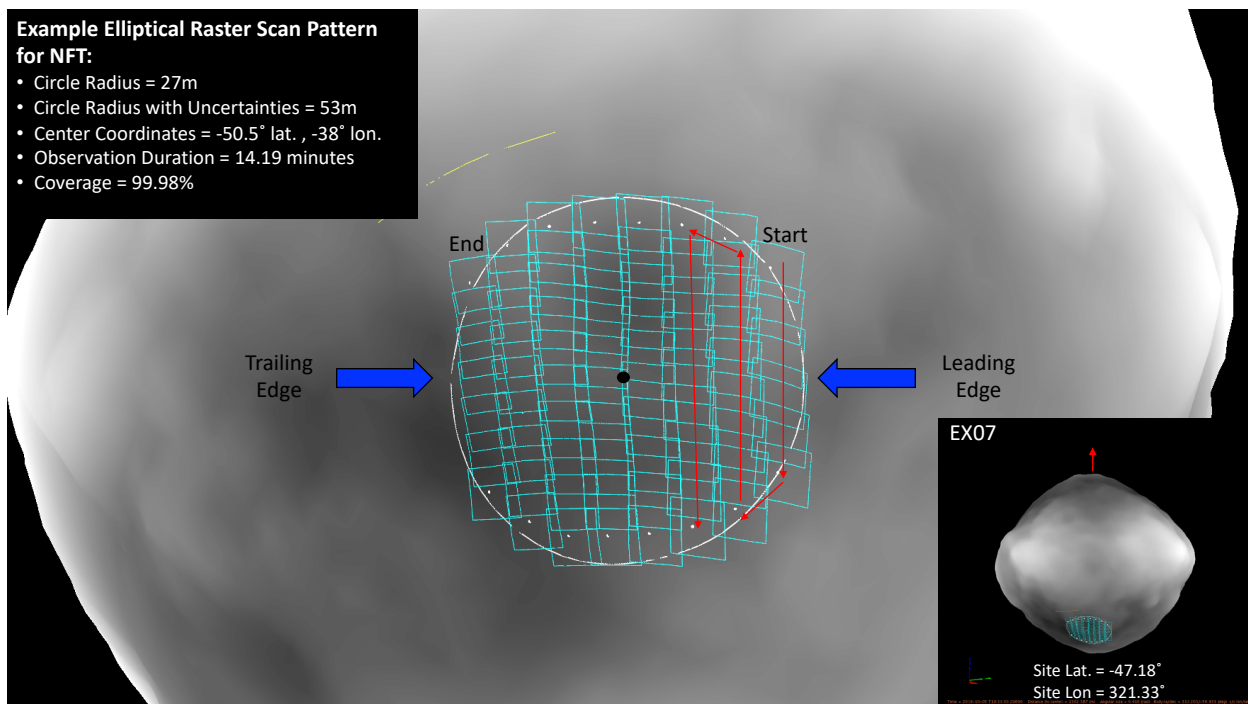 Example Elliptical Raster Scan Pattern
for NFT:
• Circle Radius = 27m
• Circle Radius with Uncertainties = 53m
• Center Coordinates = -50.5˚ lat. , -38˚ lon.
• Observation Duration = 14.19 minutes
• Coverage = 99.98%
End
Start
Trailing
Edge
Leading
Edge
EX07
Site Lat. = -47.18˚
Site Lon = 321.33˚